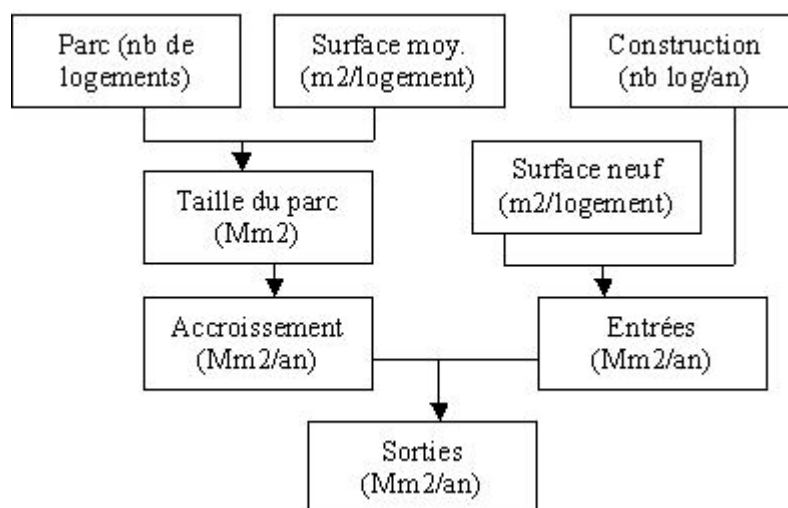 Parc (nb de
logements)
Surface moy.
(m2/logement)
Construction
(nb log/an)
Surface neuf
(m2/logement)
Taille du parc
(Mm2)
Accroissement
(Mm2/an)
Entrées
(Mm2/an)
Sorties
(Mm2/an)